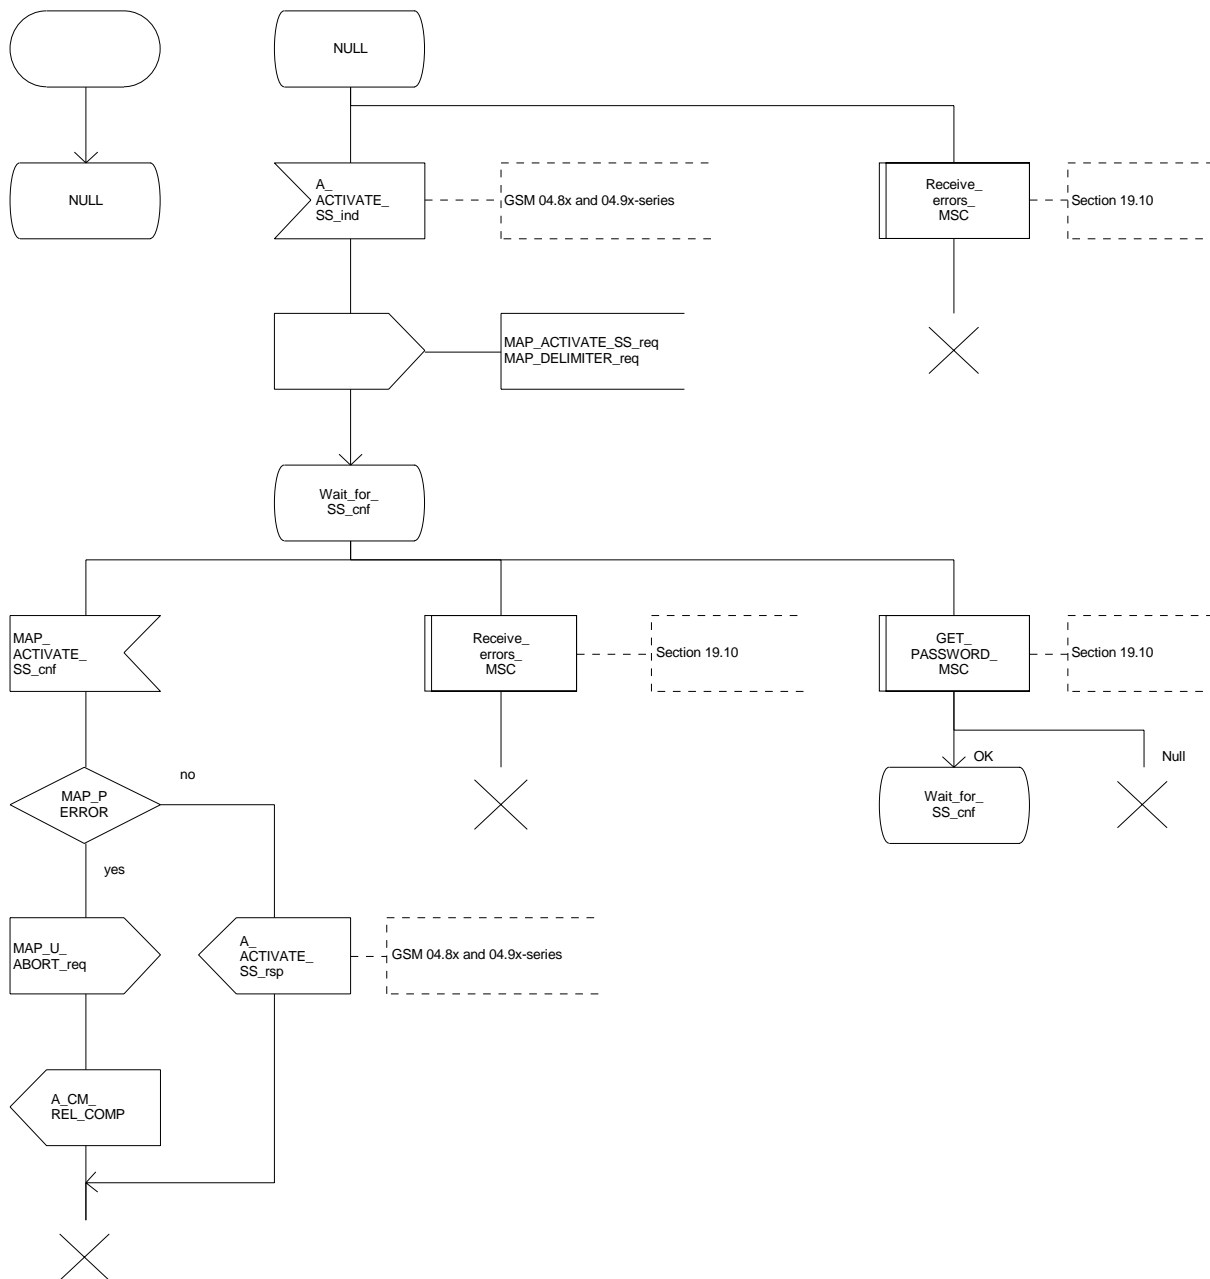 NULL
NULL
A_
ACTIVATE_
SS_ind
GSM 04.8x and 04.9x-series
Receive_
errors_
MSC
Section 19.10
MAP_ACTIVATE_SS_req
MAP_DELIMITER_req
Wait_for_
SS_cnf
MAP_
ACTIVATE_
SS_cnf
Receive_
errors_
MSC
Section 19.10
GET_
PASSWORD_
MSC
Section 19.10
OK
Null
MAP_P
ERROR
no
yes
Wait_for_
SS_cnf
MAP_U_
ABORT_req
A_
ACTIVATE_
SS_rsp
GSM 04.8x and 04.9x-series
A_CM_
REL_COMP